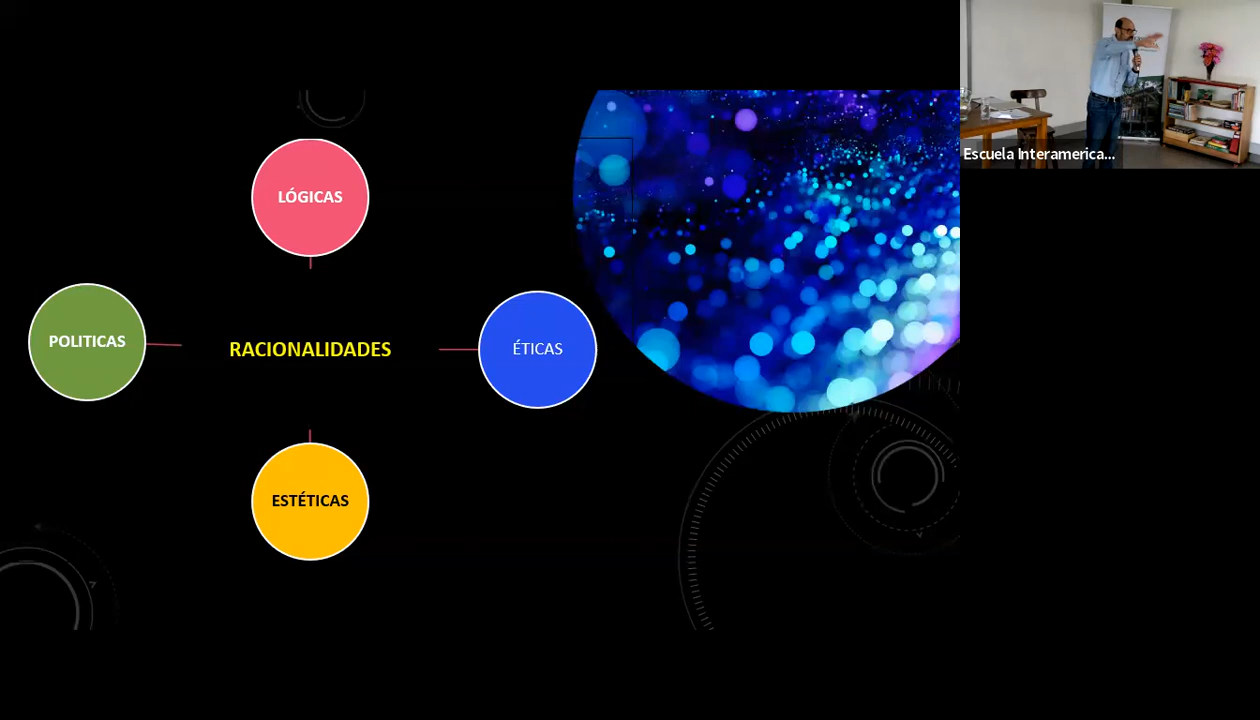 LÓGICAS
POLITICAS
RACIONALIDADES
ÉTICAS
ESTÉTICAS
Escuela Interamerica...